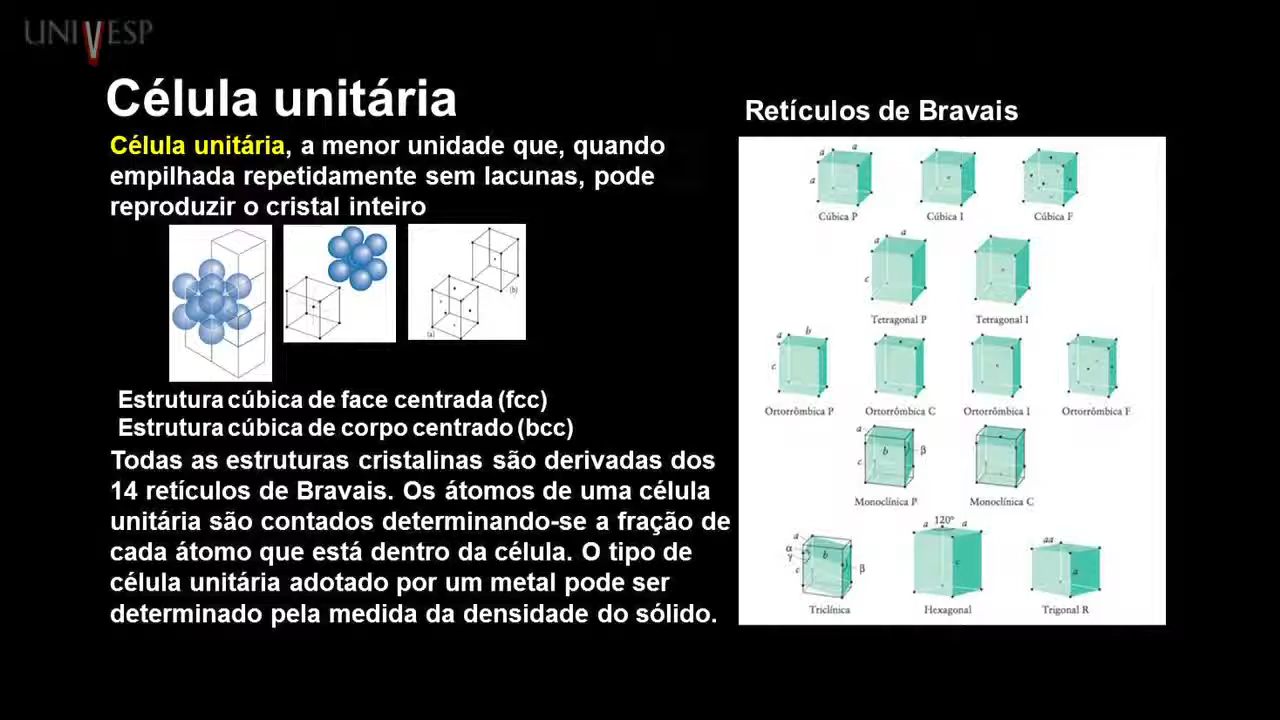 UNIVESP
Célula unitária
Célula unitária, a menor unidade que, quando
empilhada repetidamente sem lacunas, pode
reproduzir o cristal inteiro
(a)
(b)
Estrutura cúbica de face centrada (fcc)
Estrutura cúbica de corpo centrado (bcc)
Todas as estruturas cristalinas são derivadas dos
14 retículos de Bravais. Os átomos de uma célula
unitária são contados determinando-se a fração de
cada átomo que está dentro da célula. O tipo de
célula unitária adotado por um metal pode ser
determinado pela medida da densidade do sólido.
Retículos de Bravais
a a
a
Cúbica P Cúbica I Cúbica F
a a
c
Tetragonal P Tetragonal I
a b
c
Ortorrômbica P Ortorrômbica C Ortorrômbica I Ortorrômbica F
a
b β
c
Monoclínica P Monoclínica C
a 120° a aa
α b
γ
c β c a
Triclínica Hexagonal Trigonal R